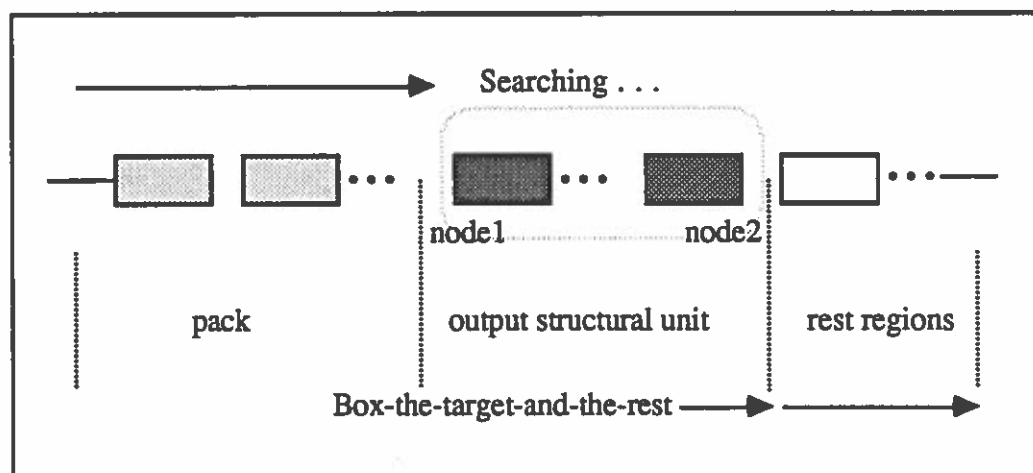 Searching . . .
node1 node2
pack output structural unit rest regions
Box-the-target-and-the-rest